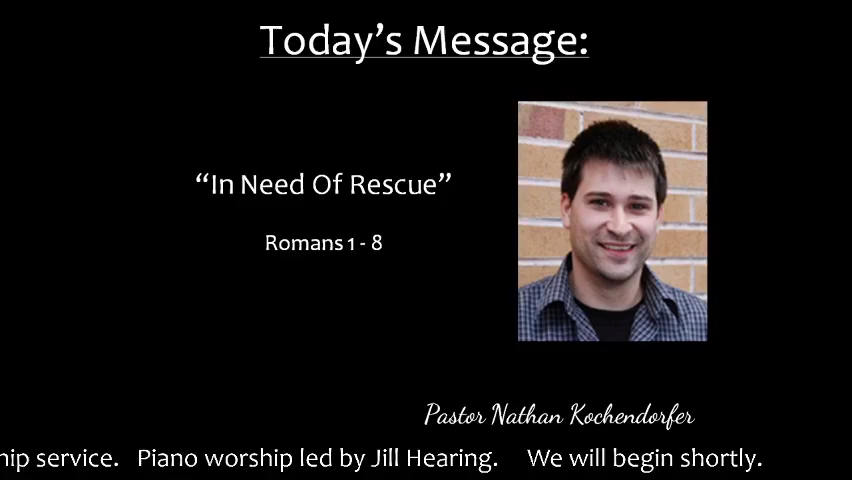 Today’s Message:
“In Need Of Rescue”
Romans 1 - 8
Pastor Nathan Kochendorfer
service. Piano worship led by Jill Hearing. We will begin shortly.